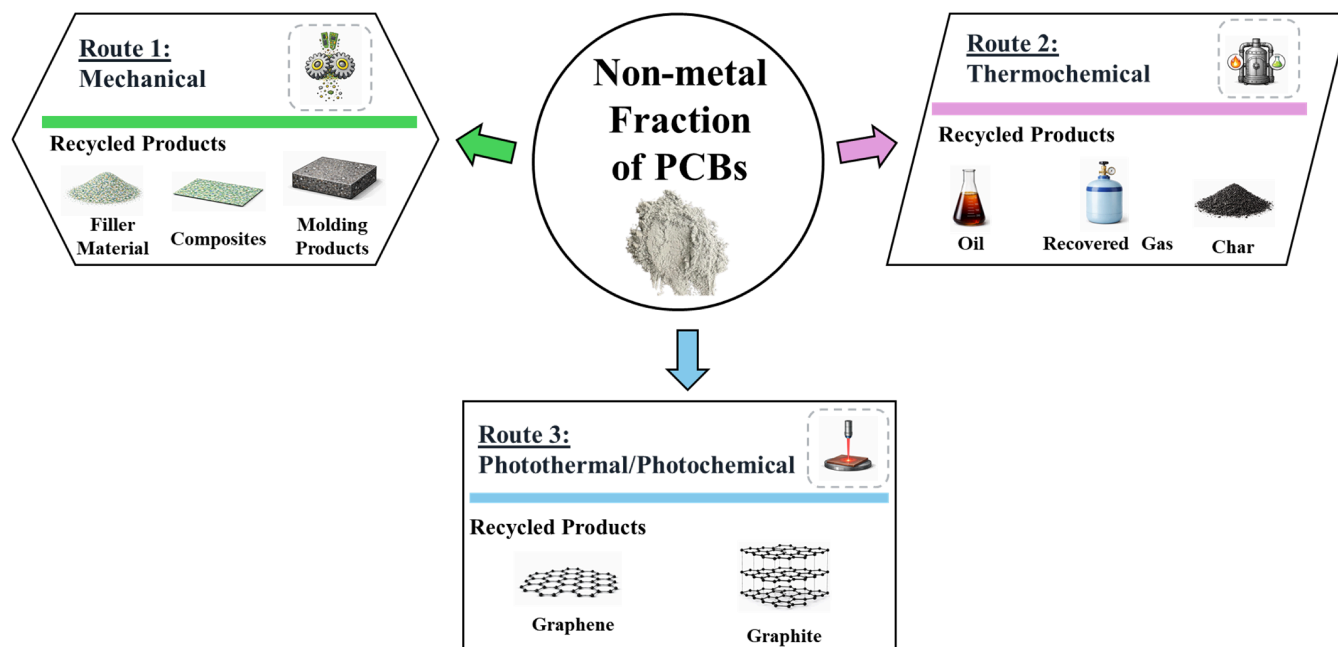 Route 1:
Mechanical
Recycled Products
Filler
Material
Composites
Molding
Products
Non-metal
Fraction
of PCBs
Route 2:
Thermochemical
Recycled Products
Oil
Recovered Gas
Char
Route 3:
Photothermal/Photochemical
Recycled Products
Graphene
Graphite